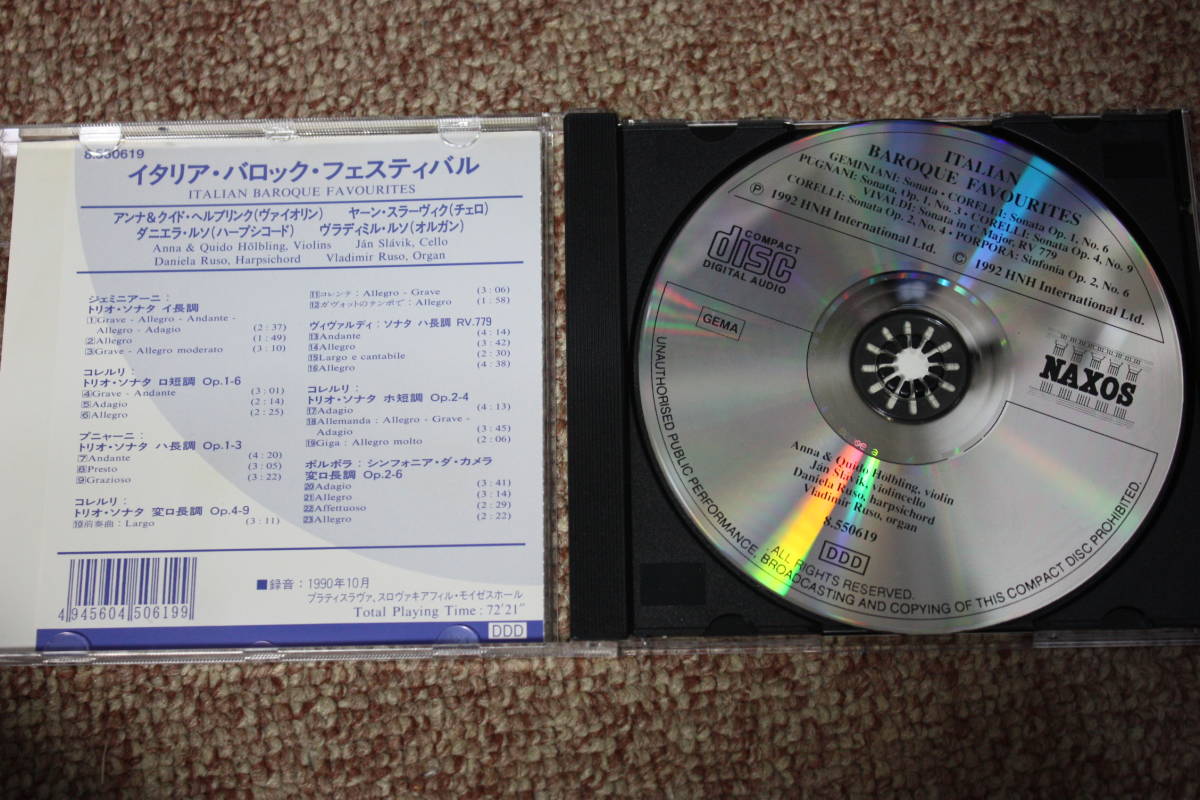 8.550619
イタリア・バロック・フェスティバル
ITALIAN BAROQUE FAVOURITES
アンナ&クイド・ヘルブリンク(ヴァイオリン) ヤーン・スラーヴィク(チェロ)
ダニエラ・ルソ(ハープシコード) ヴラディミル・ルソ(オルガン)
Anna & Quido Hölbling, Violins Ján Slávik, Cello
Daniela Ruso, Harpsichord Vladimir Ruso, Organ
ジェミニアーニ:
トリオ・ソナタ イ長調
1 Grave - Allegro - Andante -
Allegro - Adagio (2:37)
2 Allegro (1:49)
3 Grave - Allegro moderato (3:10)
コレルリ:
トリオ・ソナタ ロ短調 Op.1-6
4 Grave - Andante (3:01)
5 Adagio (2:14)
6 Allegro (2:25)
プニャーニ:
トリオ・ソナタ ハ長調 Op.1-3
7 Andante (4:20)
8 Presto (3:05)
9 Grazioso (3:22)
コレルリ:
トリオ・ソナタ 変ロ長調 Op.4-9
10 前奏曲:Largo (3:11)
11 コレンテ:Allegro - Grave (3:06)
12 ガヴォットのテンポで:Allegro (1:58)
ヴィヴァルディ:ソナタ ハ長調 RV.779
13 Andante (4:14)
14 Allegro (3:42)
15 Largo e cantabile (2:30)
16 Allegro (4:38)
コレルリ:
トリオ・ソナタ ホ短調 Op.2-4
17 Adagio (4:13)
18 Allemanda:Allegro - Grave -
Adagio (3:45)
19 Giga:Allegro molto (2:06)
ポルポラ:シンフォニア・ダ・カメラ
変ロ長調 Op.2-6
20 Adagio (3:41)
21 Allegro (3:14)
22 Affettuoso (2:29)
23 Allegro (2:22)
4 945604 506199
■録音:1990年10月
ブラティスラヴァ、スロヴァキアフィル・モイゼスホール
Total Playing Time:72'21"
DDD
ITALIAN
BAROQUE FAVOURITES
GEMINIANI: Sonata • CORELLI: Sonata Op. 1, No. 6
PUGNANI: Sonata, Op. 1, No. 3 • CORELLI: Sonata Op. 4, No. 9
VIVALDI: Sonata in C Major, RV 779
CORELLI: Sonata Op. 2, No. 4 • PORPORA: Sinfonia Op. 2, No. 6
Ⓟ 1992 HNH International Ltd. © 1992 HNH International Ltd.
COMPACT
disc
DIGITAL AUDIO
GEMA
NAXOS
Anna & Quido Hölbling, violin
Ján Slávik, violincello
Daniela Ruso, harpsichord
Vladimir Ruso, organ
8.550619
DDD
ALL RIGHTS RESERVED.
UNAUTHORISED PUBLIC PERFORMANCE, BROADCASTING AND COPYING OF THIS COMPACT DISC PROHIBITED.